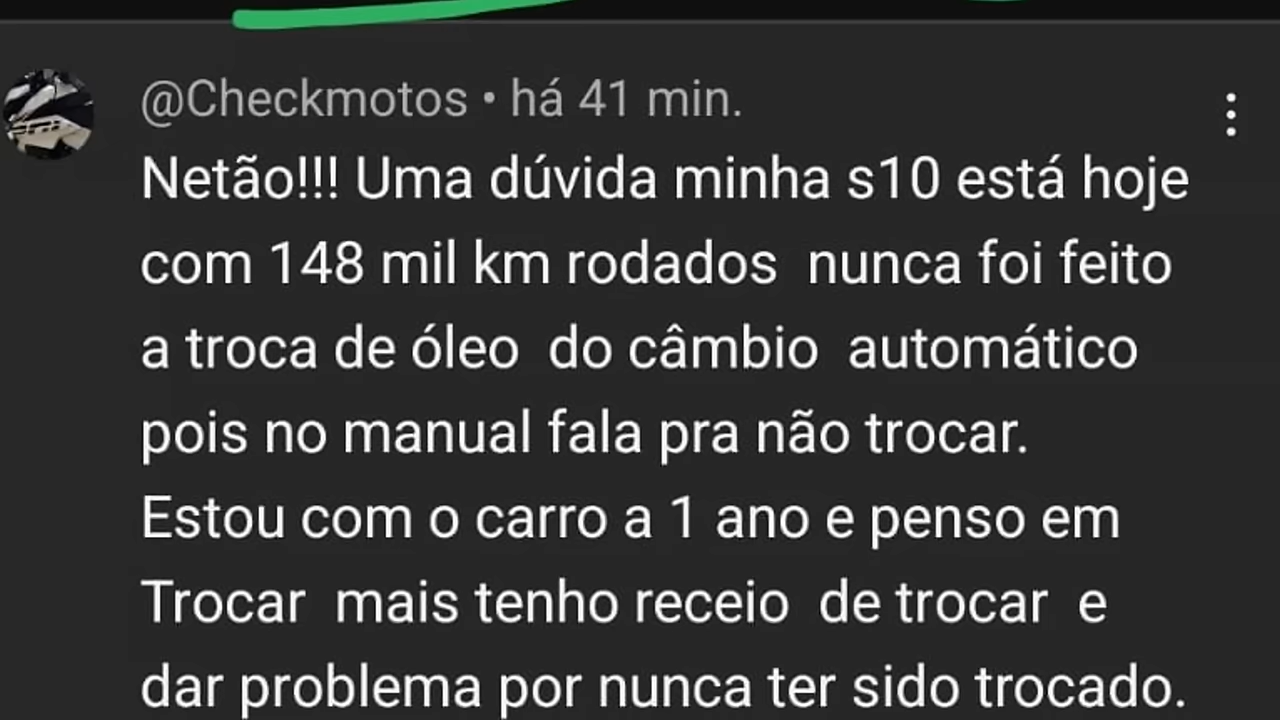 @Checkmotos • há 41 min.
Netão!!! Uma dúvida minha s10 está hoje
com 148 mil km rodados  nunca foi feito
a troca de óleo  do câmbio  automático
pois no manual fala pra não trocar.
Estou com o carro a 1 ano e penso em
Trocar  mais tenho receio  de trocar  e
dar problema por nunca ter sido trocado.